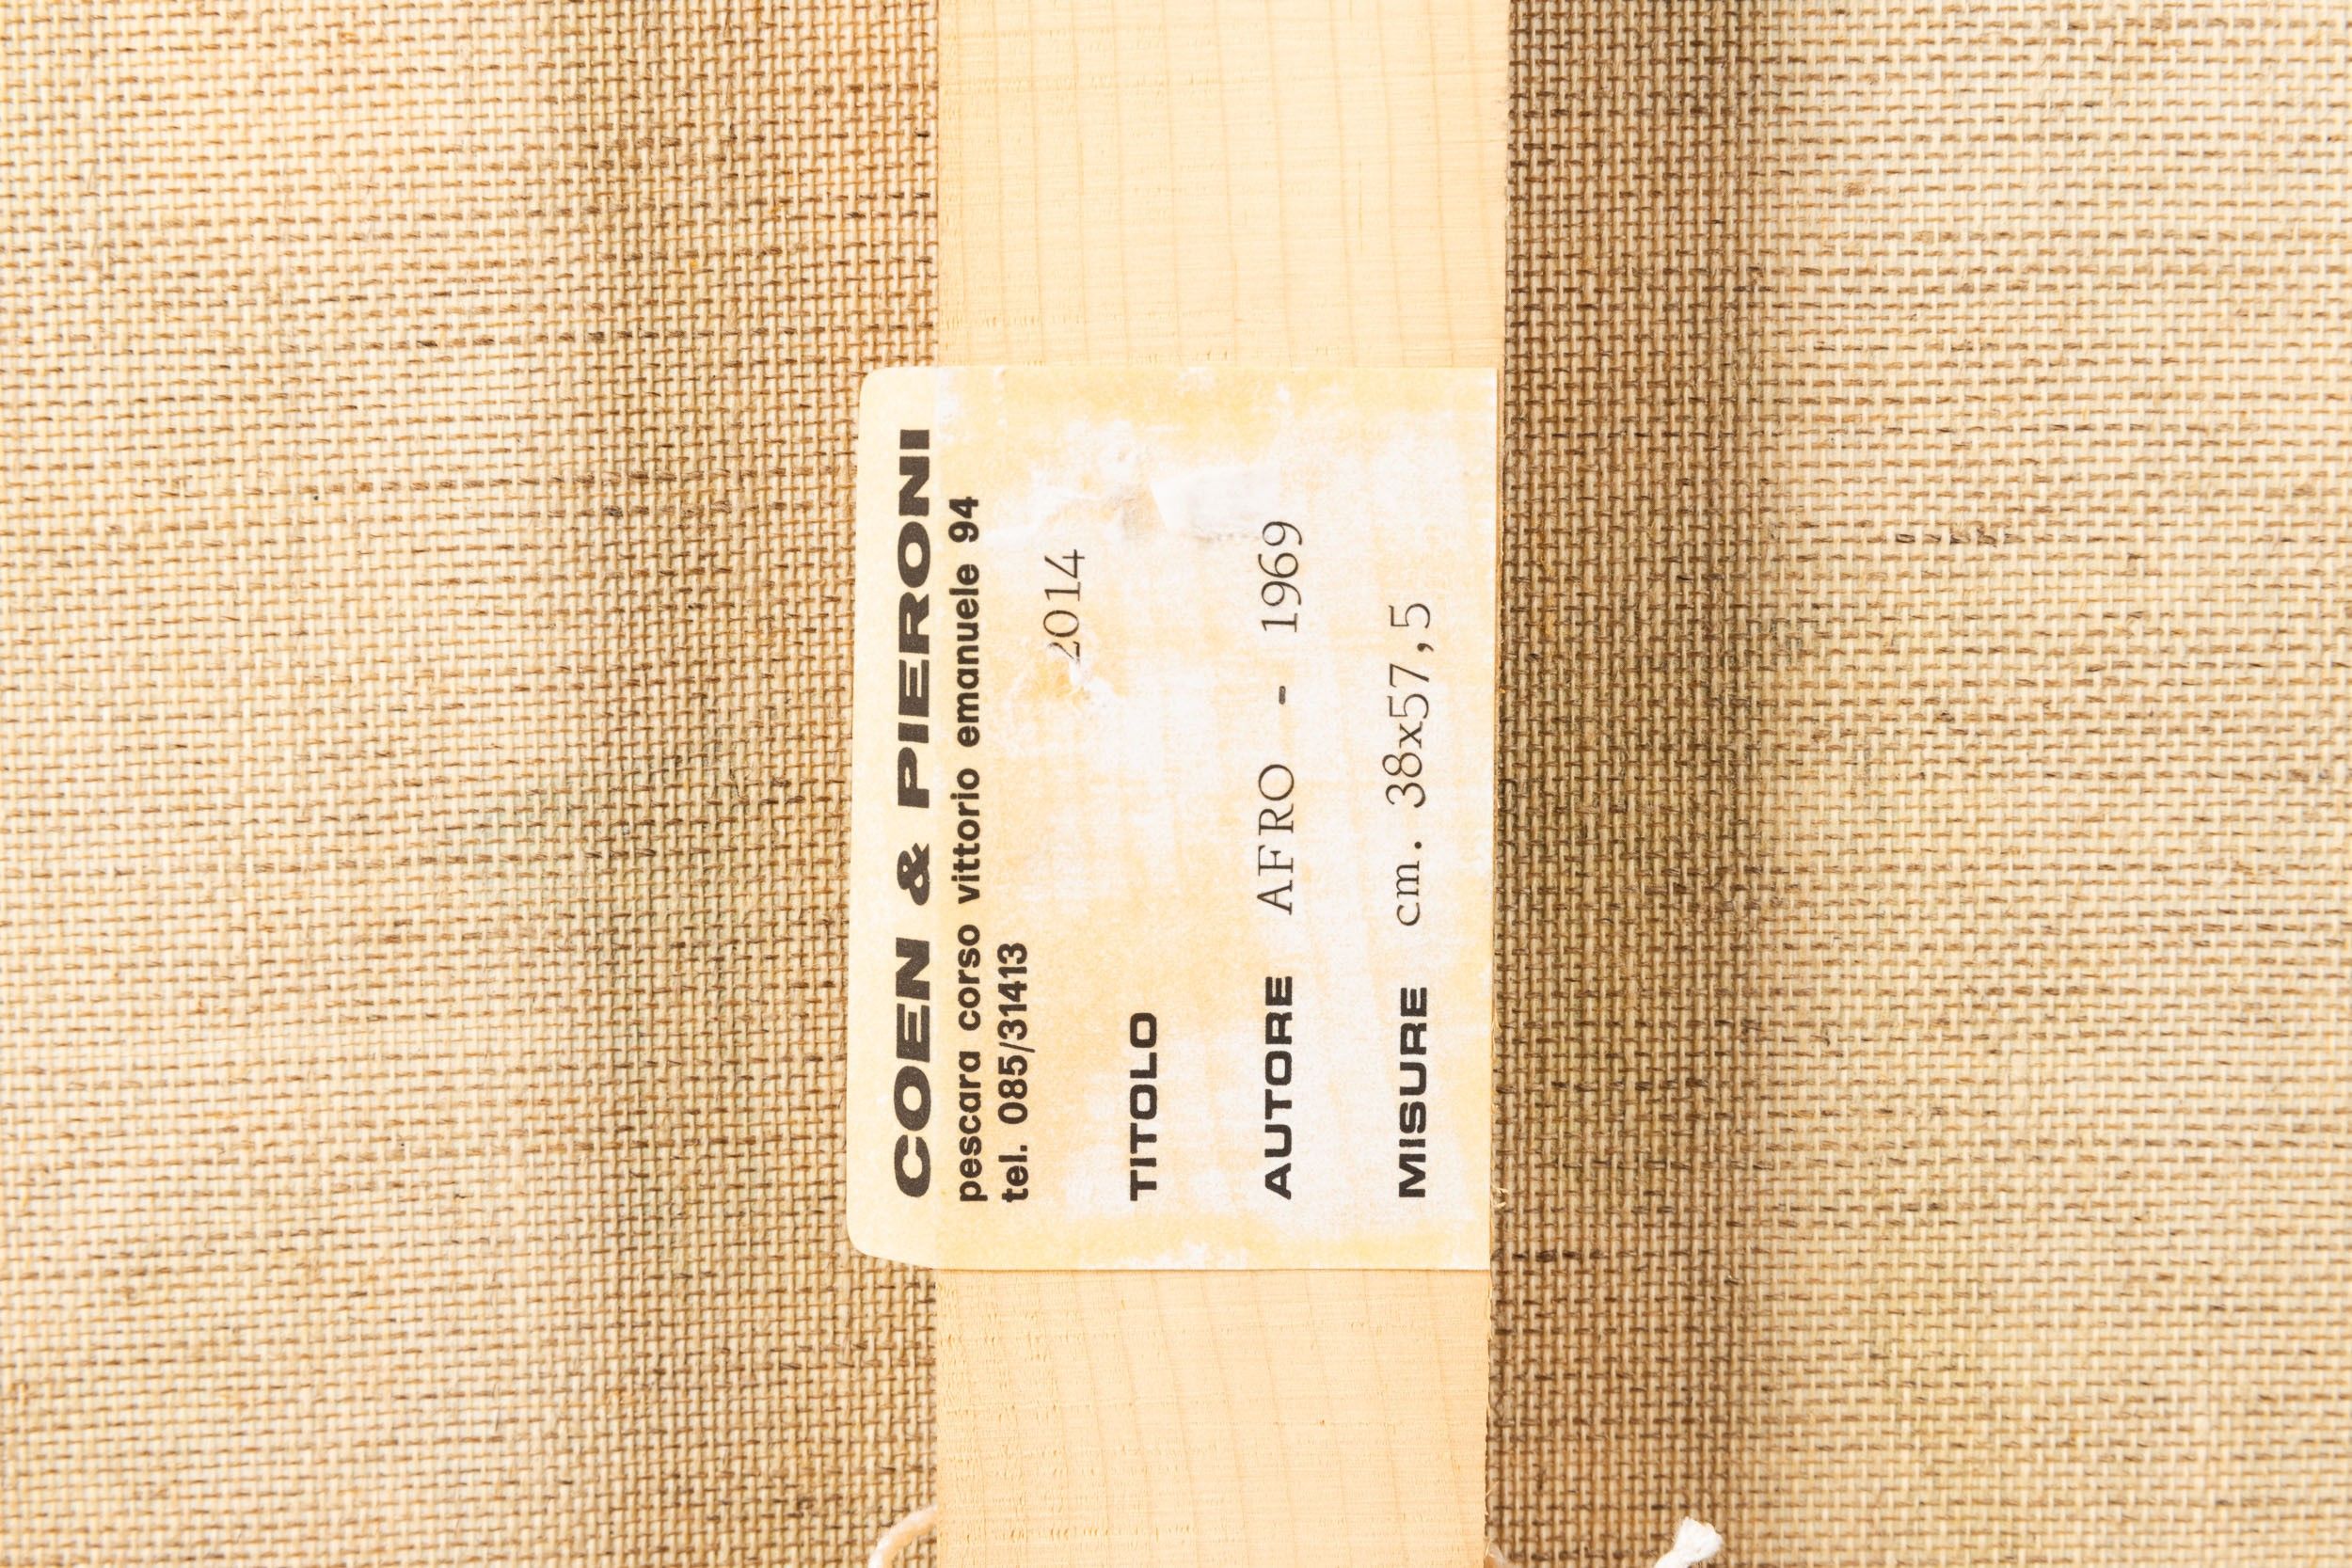 COEN & PIERONI
pescara corso vittorio emanuele 94
tel. 085/31413
2014
TITOLO
AUTORE AFRO - 1969
MISURE cm. 38x57,5